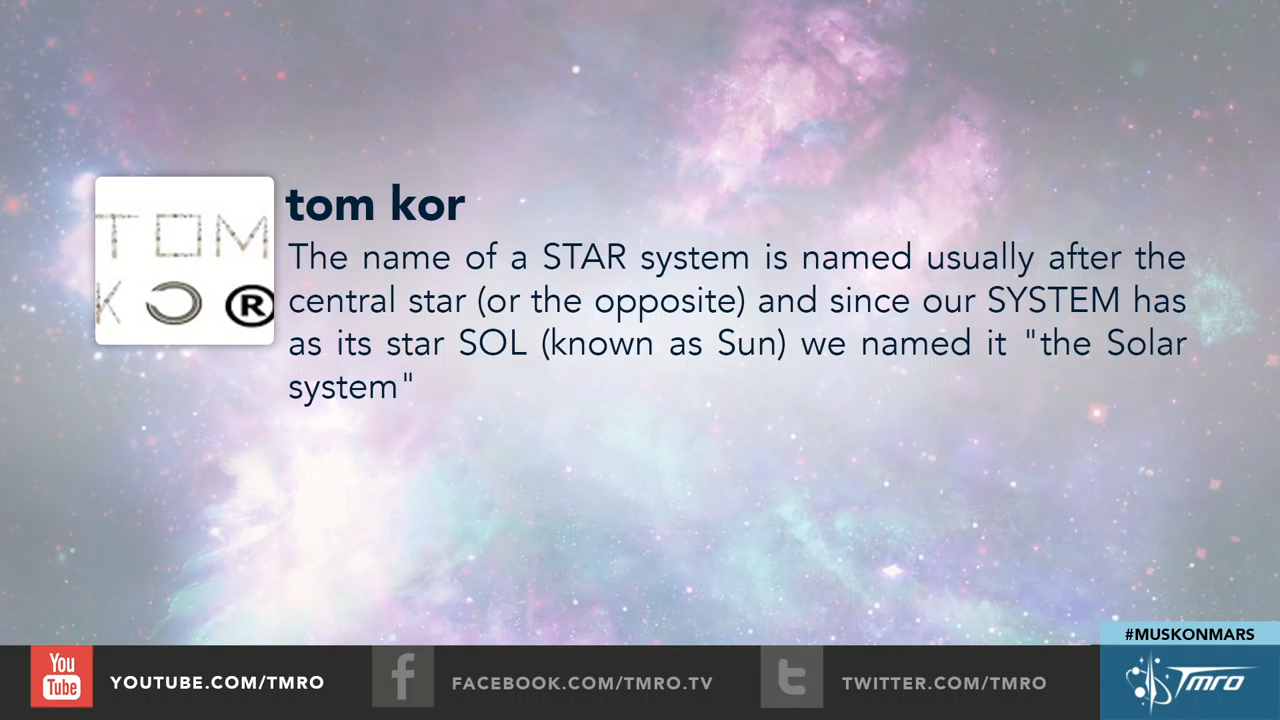 TOM
K
®
tom kor
The name of a STAR system is named usually after the
central star (or the opposite) and since our SYSTEM has
as its star SOL (known as Sun) we named it "the Solar
system"
#MUSKONMARS
You
Tube
YOUTUBE.COM/TMRO
f
FACEBOOK.COM/TMRO.TV
t
TWITTER.COM/TMRO
Tmro